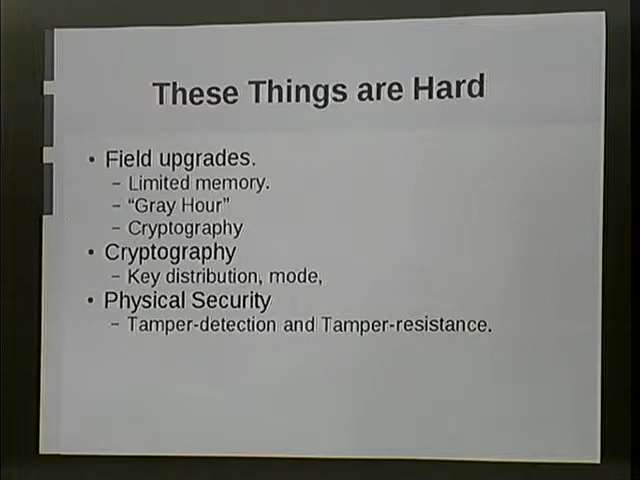 These Things are Hard
• Field upgrades.
– Limited memory.
– “Gray Hour”
– Cryptography
• Cryptography
– Key distribution, mode,
• Physical Security
– Tamper-detection and Tamper-resistance.